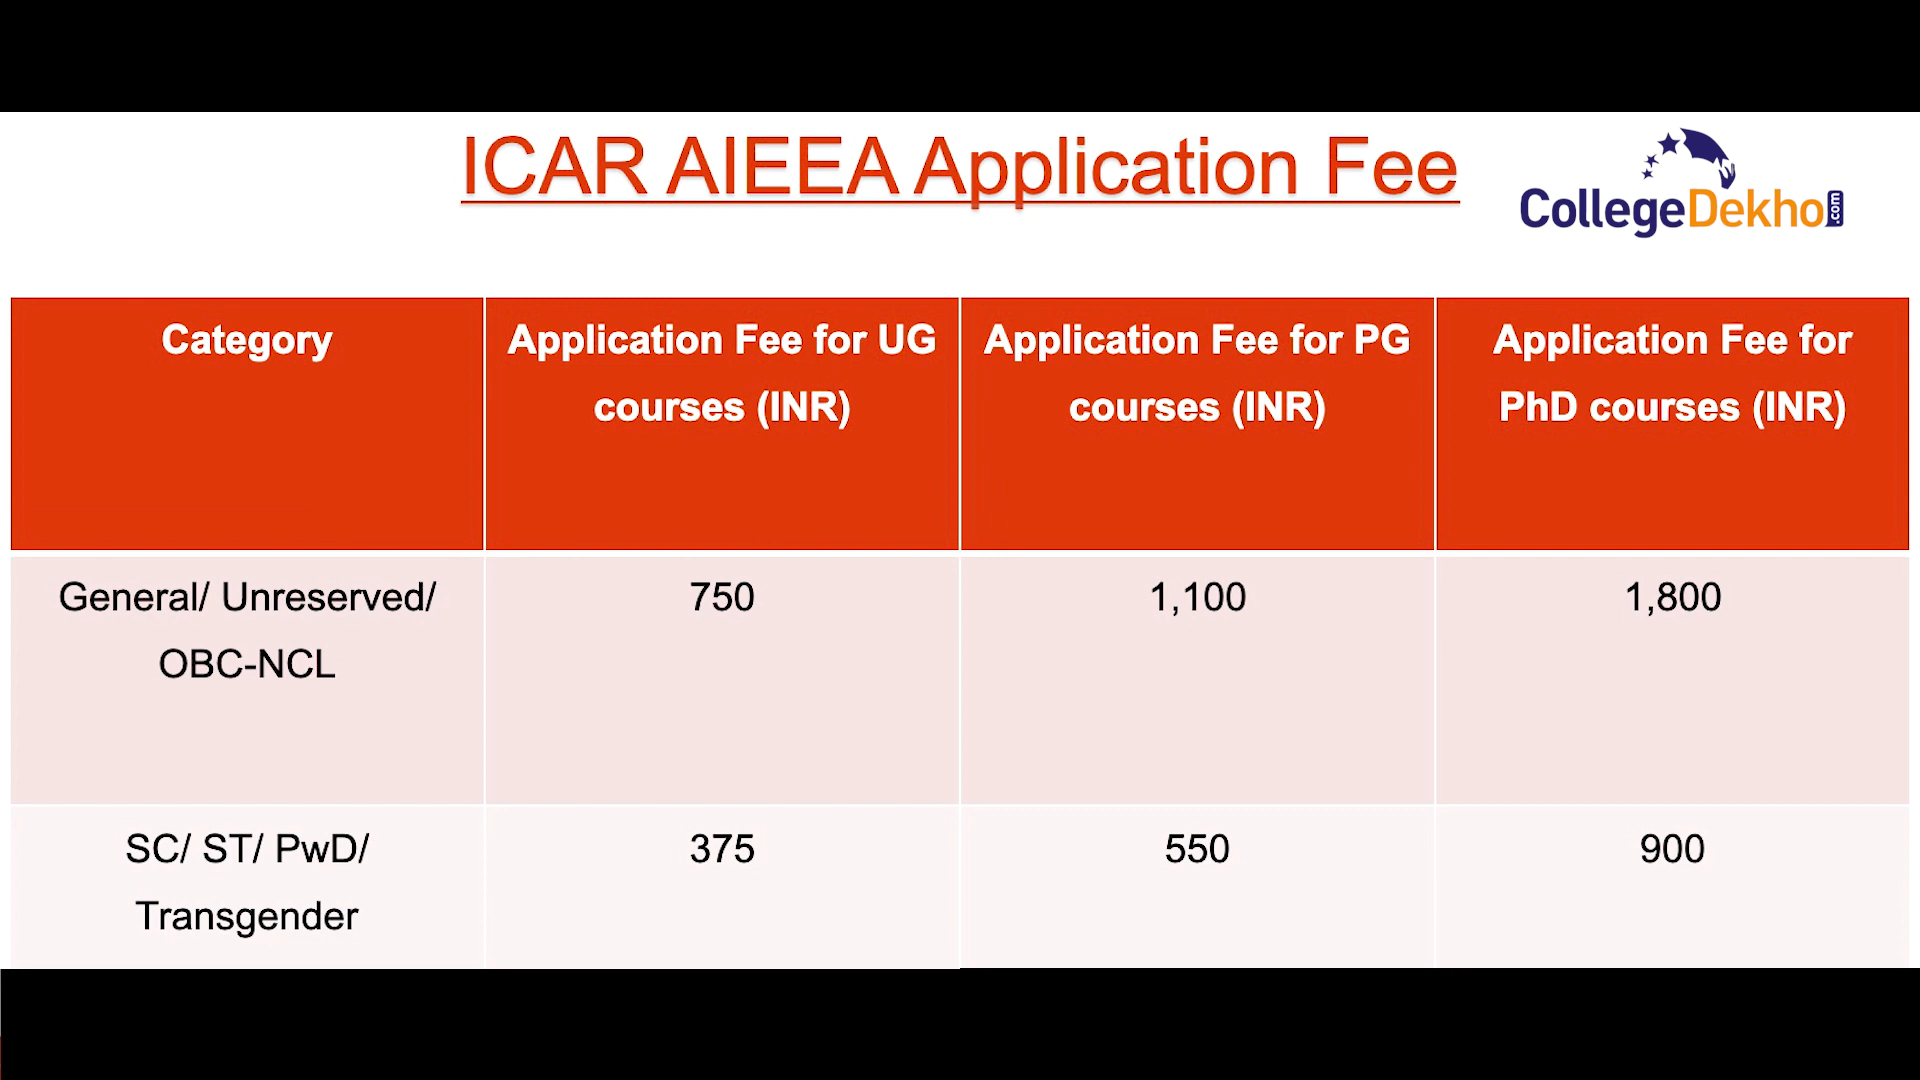 ICAR AIEEA Application Fee
CollegeDekho.com
Category
Application Fee for UG
courses (INR)
Application Fee for PG
courses (INR)
Application Fee for
PhD courses (INR)
General/ Unreserved/
OBC-NCL
750
1,100
1,800
SC/ ST/ PwD/
Transgender
375
550
900